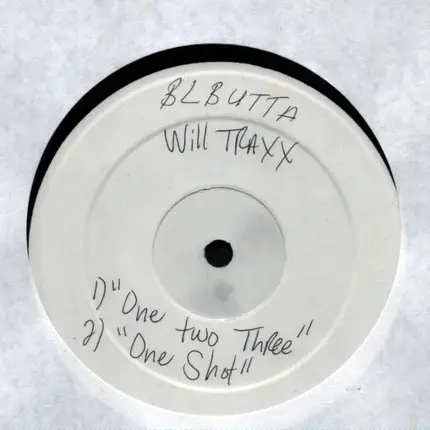 BLBUTTA
Will TRAXX
1) "One two Three"
2) "One Shot"